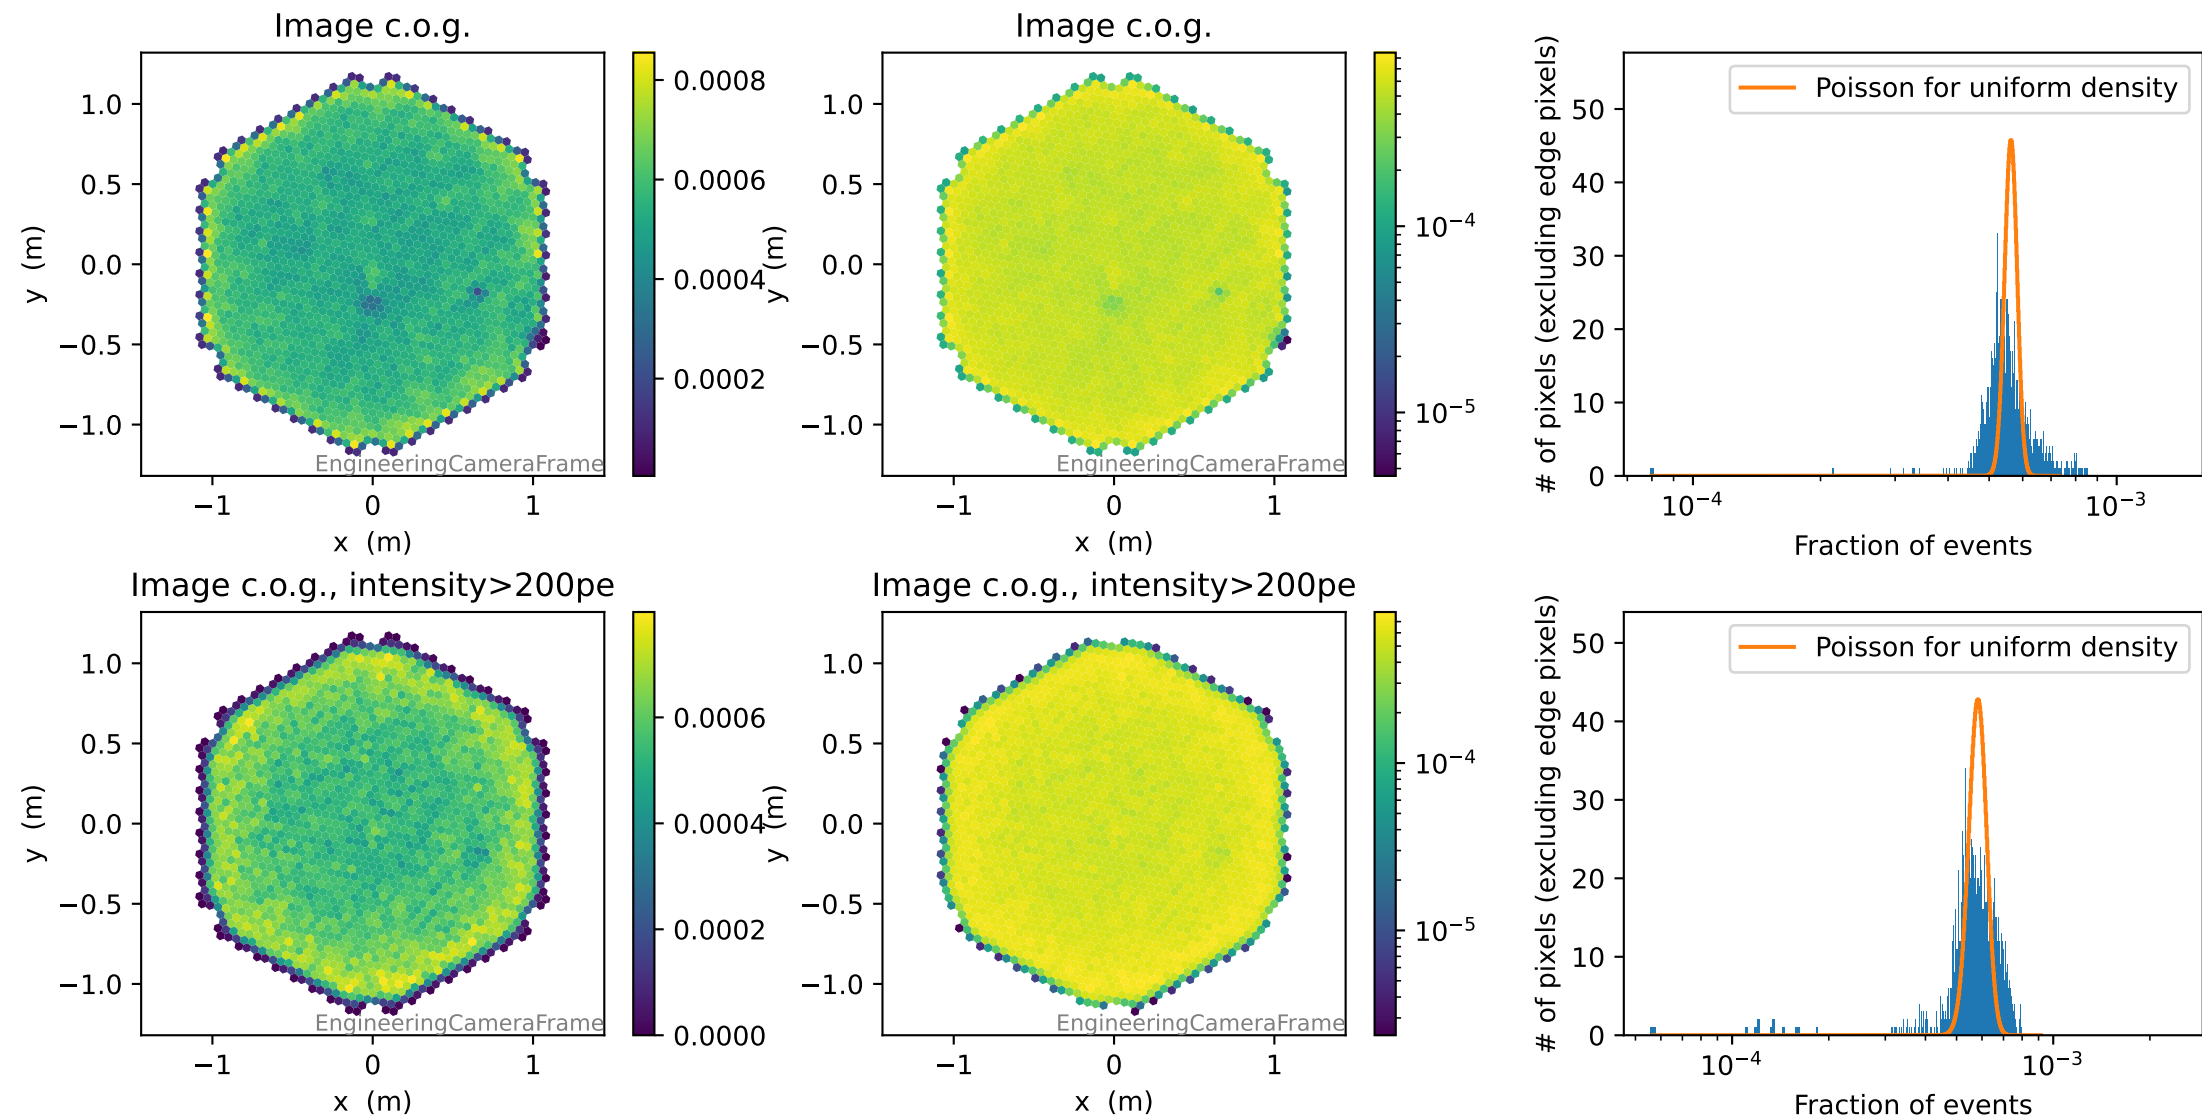 Image c.o.g.
y (m)
1.0
0.5
0.0
−0.5
−1.0
−1 0 1
x (m)
EngineeringCameraFrame
0.0008
0.0006
0.0004
0.0002
Image c.o.g.
y (m)
1.0
0.5
0.0
−0.5
−1.0
−1 0 1
x (m)
EngineeringCameraFrame
10⁻⁴
10⁻⁵
# of pixels (excluding edge pixels)
50
40
30
20
10
0
Poisson for uniform density
10⁻⁴ 10⁻³
Fraction of events
Image c.o.g., intensity>200pe
y (m)
1.0
0.5
0.0
−0.5
−1.0
−1 0 1
x (m)
EngineeringCameraFrame
0.0006
0.0004
0.0002
0.0000
Image c.o.g., intensity>200pe
y (m)
1.0
0.5
0.0
−0.5
−1.0
−1 0 1
x (m)
EngineeringCameraFrame
10⁻⁴
10⁻⁵
# of pixels (excluding edge pixels)
50
40
30
20
10
0
Poisson for uniform density
10⁻⁴ 10⁻³
Fraction of events